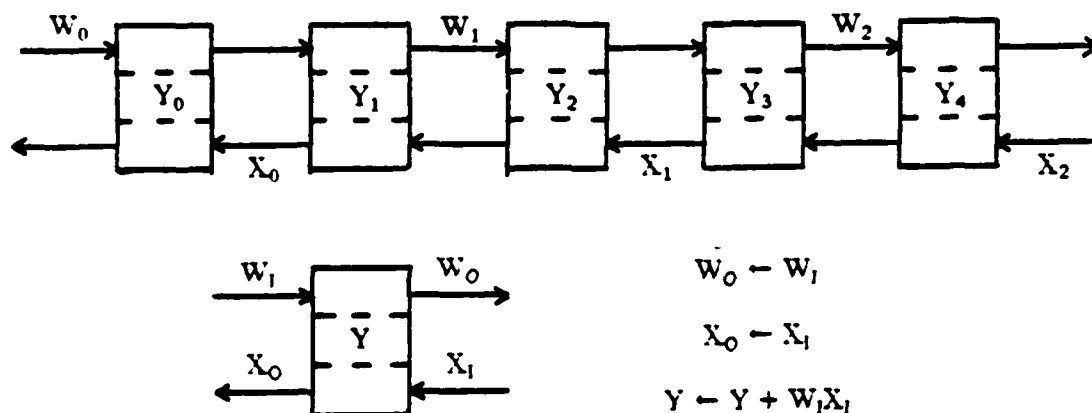 W₀ W₁ W₂
Y₀ Y₁ Y₂ Y₃ Y₄
X₀ X₁ X₂
W_I W_O W_O ← W_I
Y X_O ← X_I
X_O X_I
Y ← Y + W_I X_I